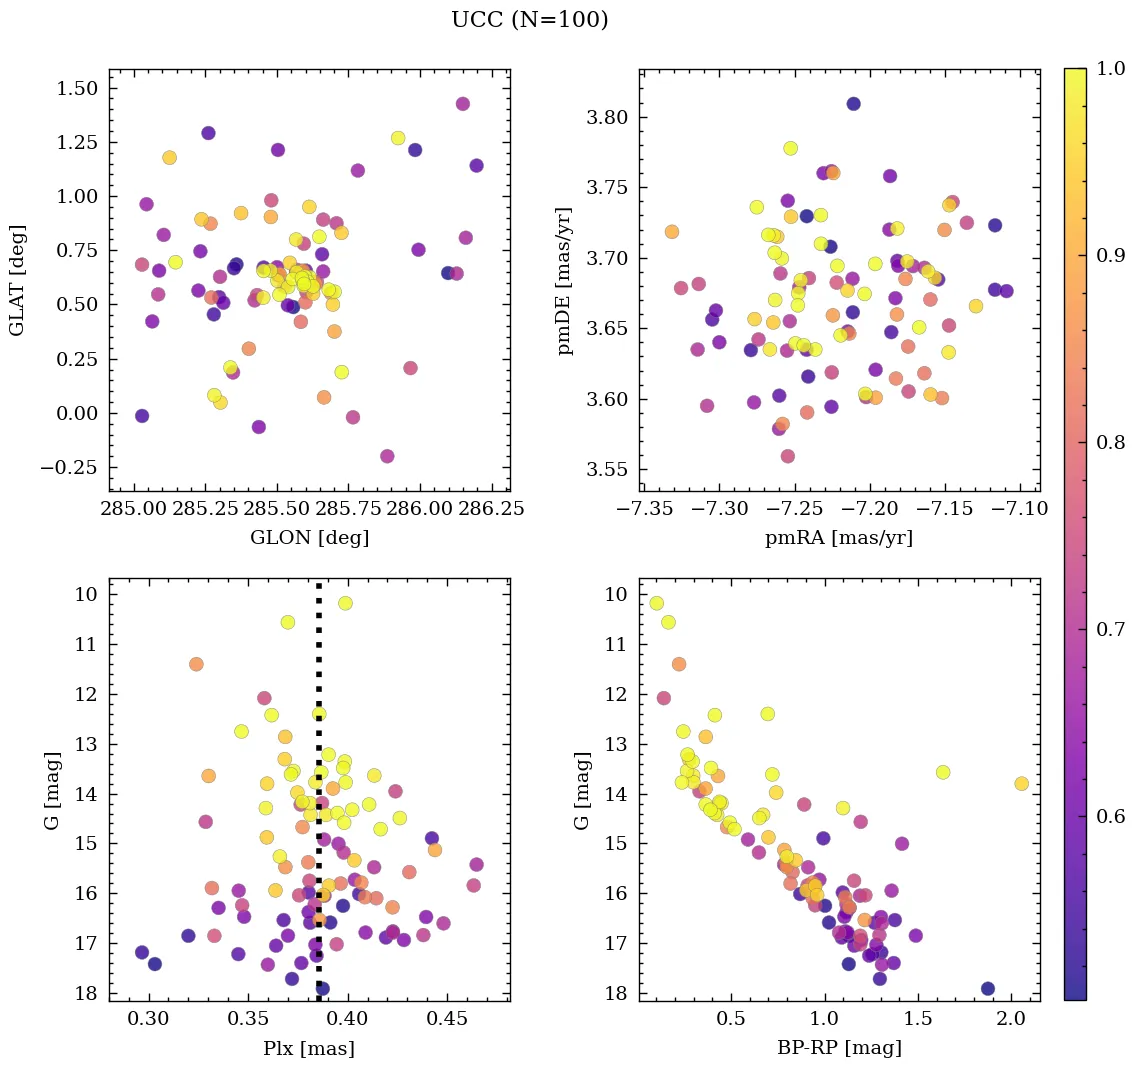 UCC (N=100)
1.50
1.25
1.00
0.75
0.50
0.25
0.00
−0.25
GLAT [deg]
285.00 285.25 285.50 285.75 286.00 286.25
GLON [deg]
3.80
3.75
3.70
3.65
3.60
3.55
pmDE [mas/yr]
−7.35 −7.30 −7.25 −7.20 −7.15 −7.10
pmRA [mas/yr]
10
11
12
13
14
15
16
17
18
G [mag]
0.30 0.35 0.40 0.45
Plx [mas]
10
11
12
13
14
15
16
17
18
G [mag]
0.5 1.0 1.5 2.0
BP-RP [mag]
1.0
0.9
0.8
0.7
0.6